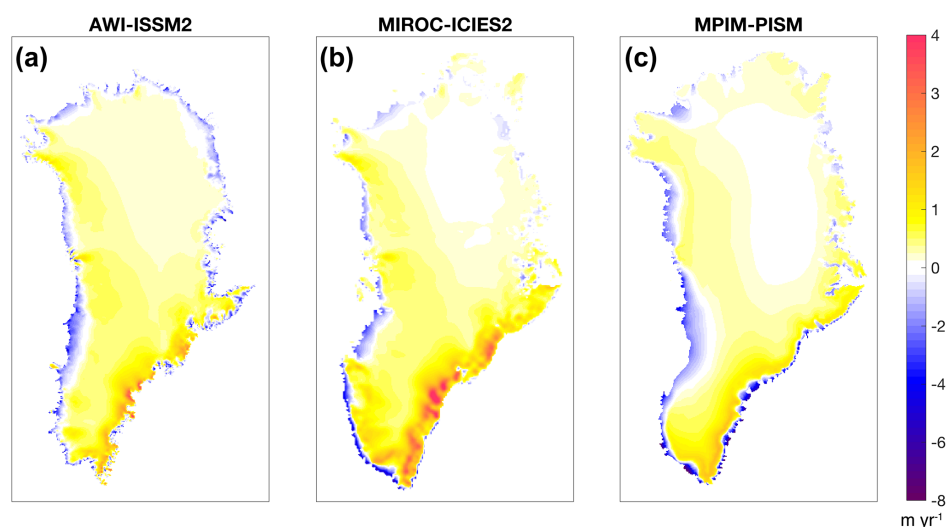 AWI-ISSM2
MIROC-ICIES2
MPIM-PISM
(a)
(b)
(c)
4
3
2
1
0
-2
-4
-6
-8
m yr⁻¹